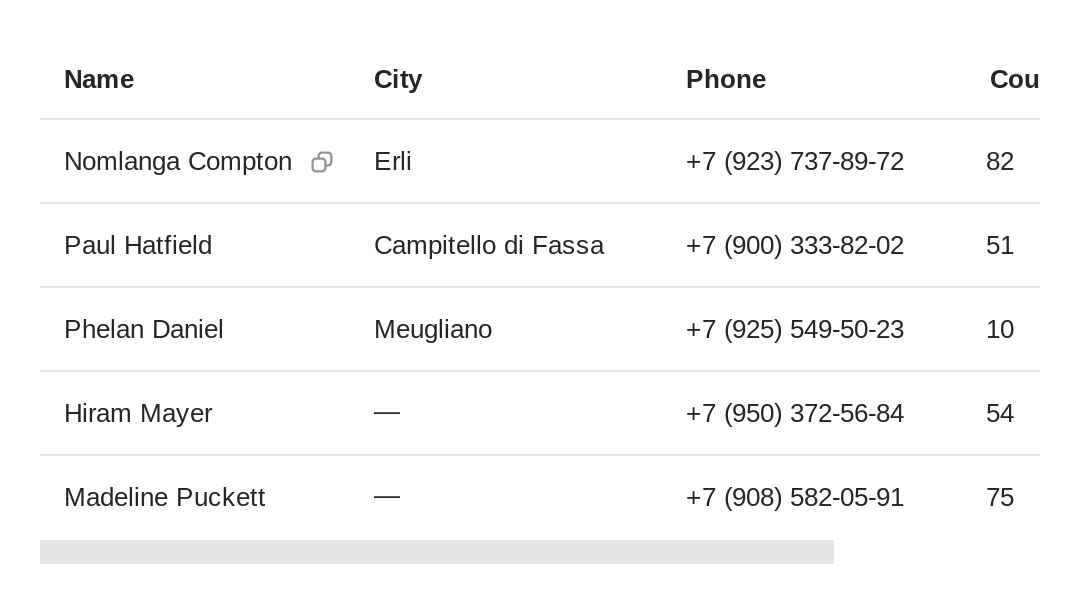 Name City Phone Cou
Nomlanga Compton Erli +7 (923) 737-89-72 82
Paul Hatfield Campitello di Fassa +7 (900) 333-82-02 51
Phelan Daniel Meugliano +7 (925) 549-50-23 10
Hiram Mayer — +7 (950) 372-56-84 54
Madeline Puckett — +7 (908) 582-05-91 75